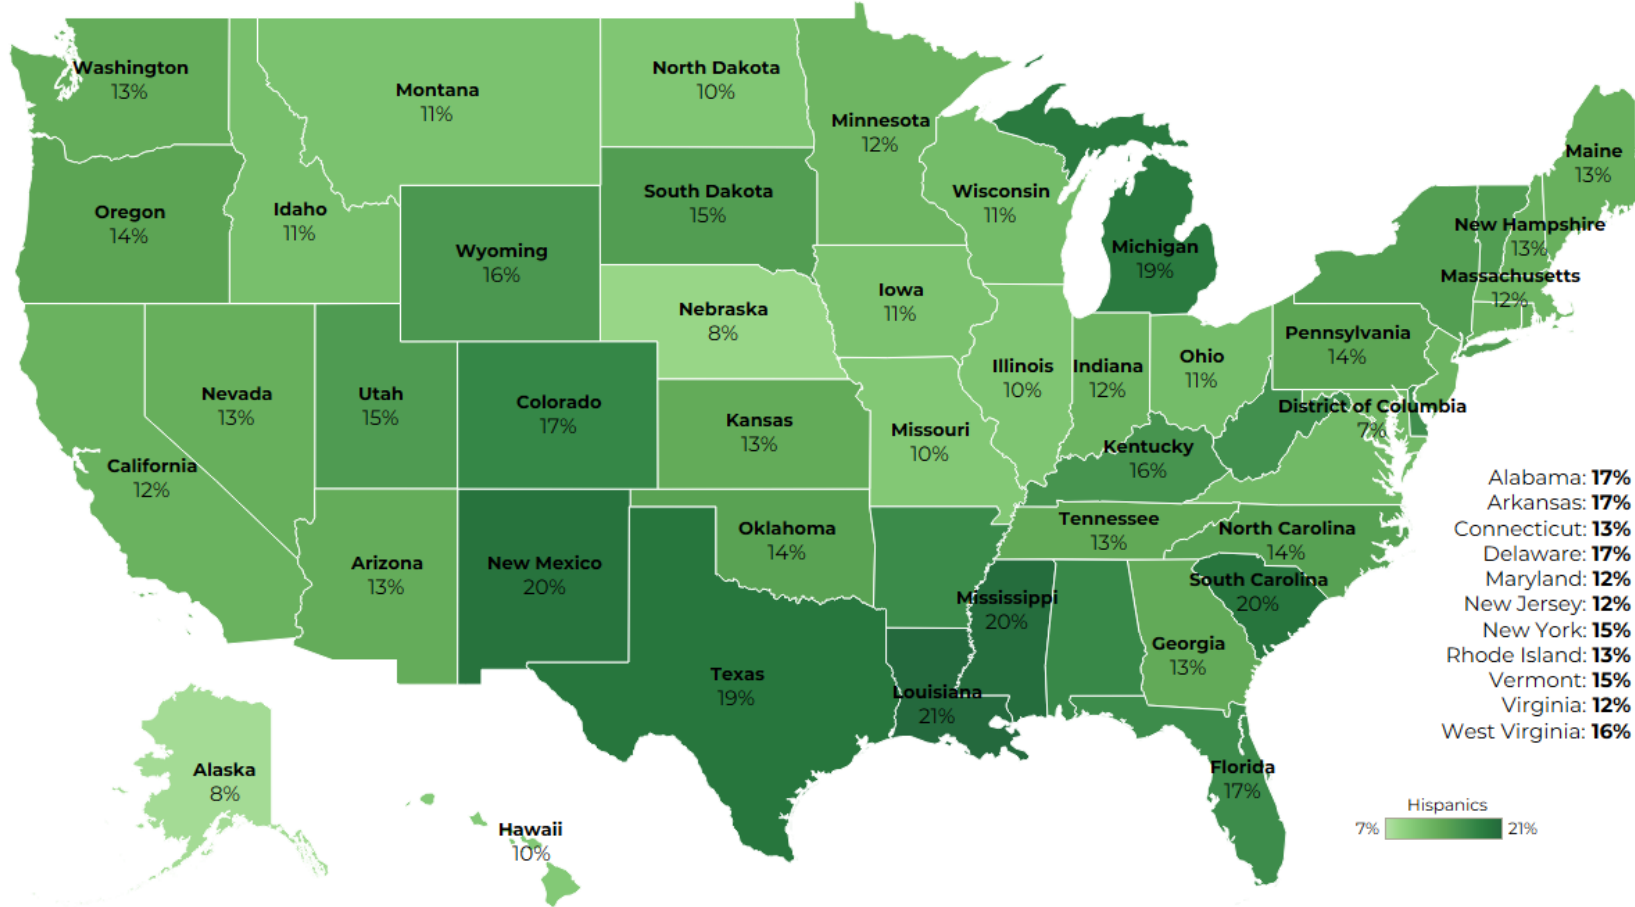 Washington
13%
Montana
11%
North Dakota
10%
Minnesota
12%
Wisconsin
11%
Michigan
19%
Maine
13%
Oregon
14%
Idaho
11%
Wyoming
16%
South Dakota
15%
New Hampshire
13%
Massachusetts
12%
Nebraska
8%
Iowa
11%
Illinois
10%
Indiana
12%
Ohio
11%
Pennsylvania
14%
District of Columbia
7%
Nevada
13%
Utah
15%
Colorado
17%
Kansas
13%
Missouri
10%
Kentucky
16%
California
12%
Arizona
13%
New Mexico
20%
Oklahoma
14%
Tennessee
13%
North Carolina
14%
South Carolina
20%
Mississippi
20%
Georgia
13%
Texas
19%
Louisiana
21%
Florida
17%
Alaska
8%
Hawaii
10%
Alabama: 17%
Arkansas: 17%
Connecticut: 13%
Delaware: 17%
Maryland: 12%
New Jersey: 12%
New York: 15%
Rhode Island: 13%
Vermont: 15%
Virginia: 12%
West Virginia: 16%
Hispanics
7% 21%